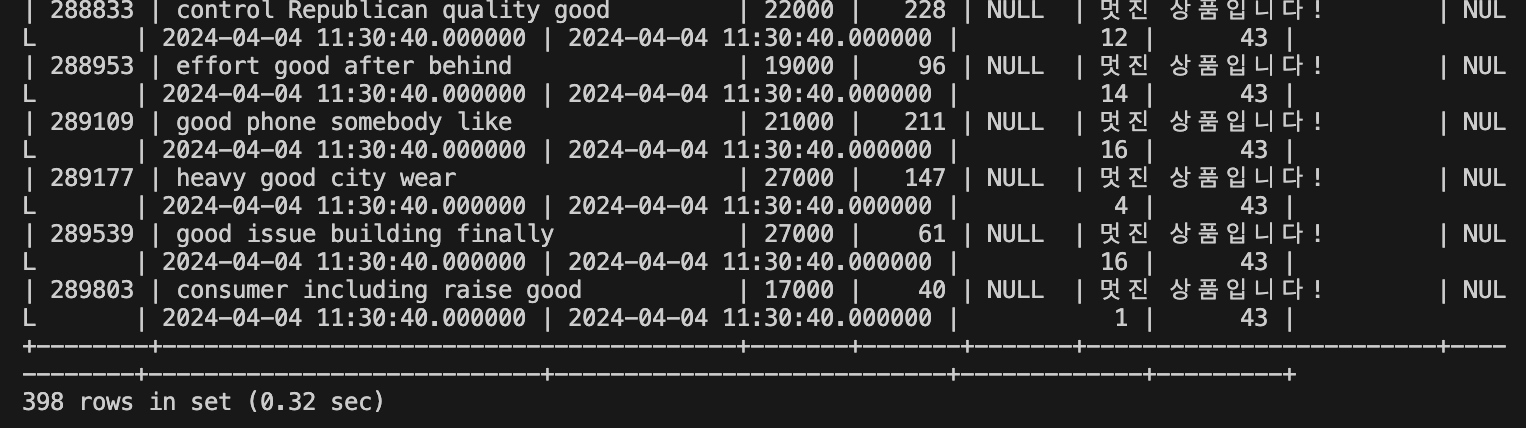 | 288833 | control Republican quality good         | 22000 |   228 | NULL  | 멋진 상품입니다!        | NUL
L       | 2024-04-04 11:30:40.000000 | 2024-04-04 11:30:40.000000 |          12 |      43 |
| 288953 | effort good after behind                | 19000 |    96 | NULL  | 멋진 상품입니다!        | NUL
L       | 2024-04-04 11:30:40.000000 | 2024-04-04 11:30:40.000000 |          14 |      43 |
| 289109 | good phone somebody like                | 21000 |   211 | NULL  | 멋진 상품입니다!        | NUL
L       | 2024-04-04 11:30:40.000000 | 2024-04-04 11:30:40.000000 |          16 |      43 |
| 289177 | heavy good city wear                    | 27000 |   147 | NULL  | 멋진 상품입니다!        | NUL
L       | 2024-04-04 11:30:40.000000 | 2024-04-04 11:30:40.000000 |           4 |      43 |
| 289539 | good issue building finally             | 27000 |    61 | NULL  | 멋진 상품입니다!        | NUL
L       | 2024-04-04 11:30:40.000000 | 2024-04-04 11:30:40.000000 |          16 |      43 |
| 289803 | consumer including raise good           | 17000 |    40 | NULL  | 멋진 상품입니다!        | NUL
L       | 2024-04-04 11:30:40.000000 | 2024-04-04 11:30:40.000000 |           1 |      43 |
+--------+-----------------------------------------+-------+-------+-------+-------------------------+----
--------+----------------------------+----------------------------+-------------+---------+
398 rows in set (0.32 sec)